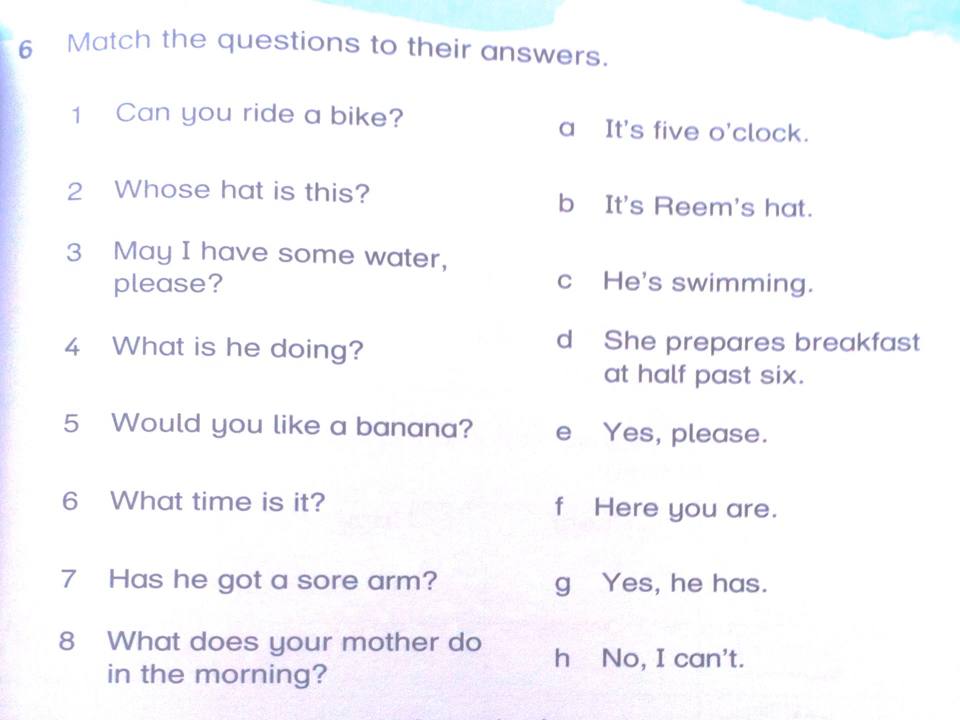 6 Match the questions to their answers.
1 Can you ride a bike?
a It's five o'clock.
2 Whose hat is this?
b It's Reem's hat.
3 May I have some water,
please?
c He's swimming.
4 What is he doing?
d She prepares breakfast
at half past six.
5 Would you like a banana?
e Yes, please.
6 What time is it?
f Here you are.
7 Has he got a sore arm?
g Yes, he has.
8 What does your mother do
in the morning?
h No, I can't.